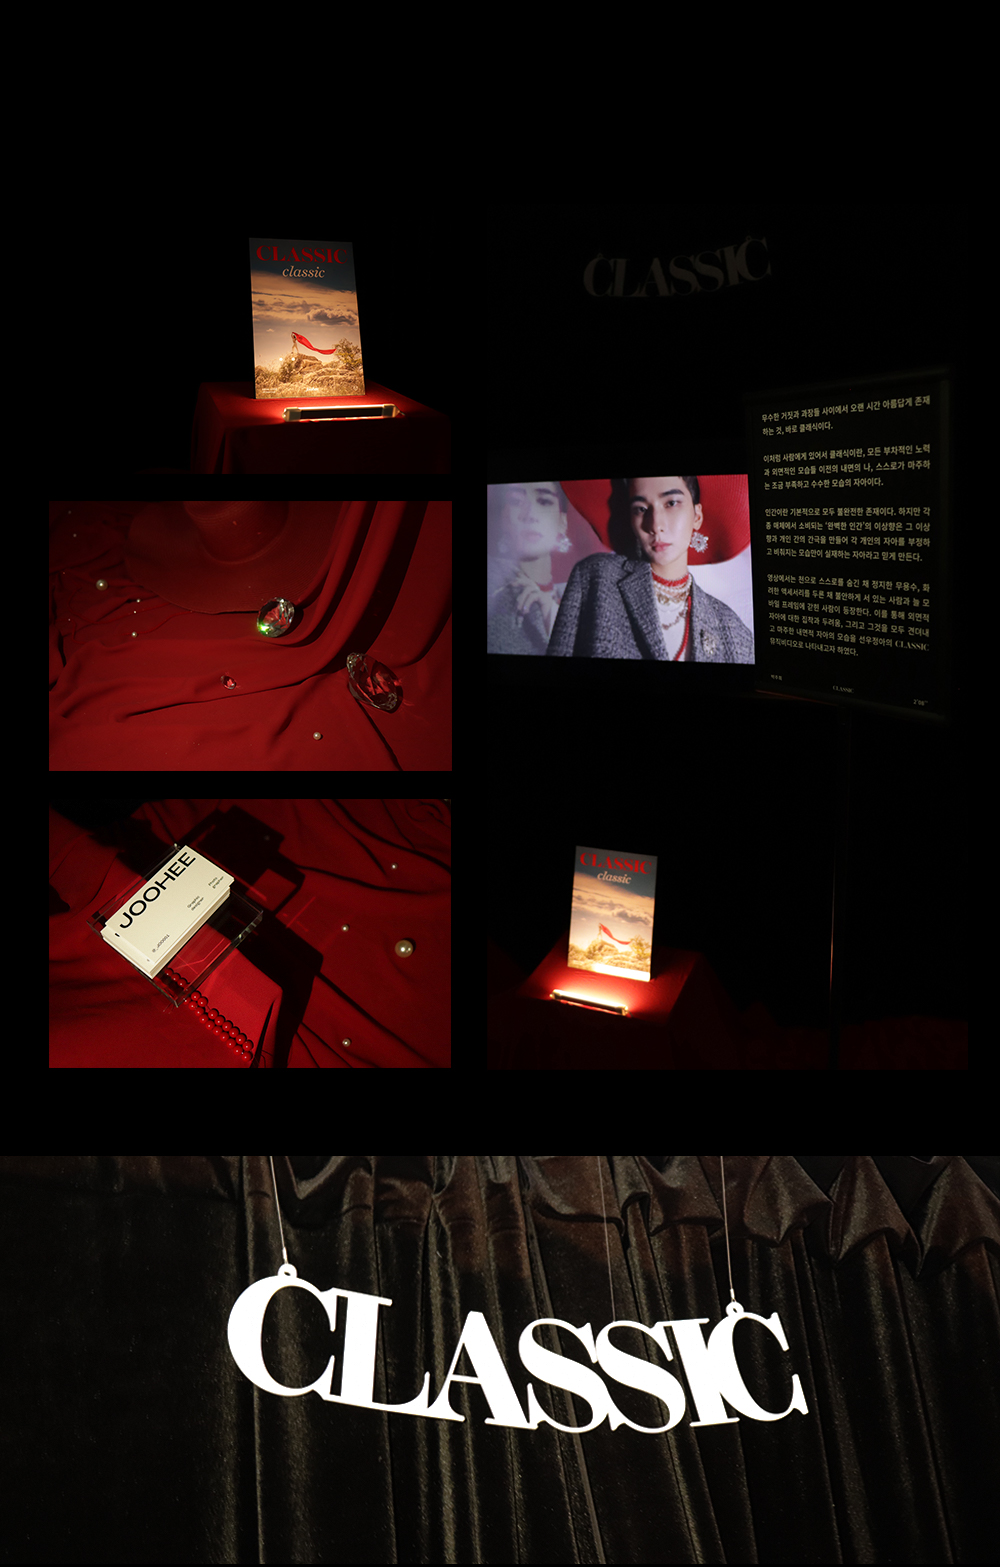 CLASSIC
classic
CLASSIC
무수한 거짓과 과장들 사이에서 오랜 시간 아름답게 존재
하는 것, 바로 클래식이다.
이처럼 사람에게 있어서 클래식이란, 모든 부차적인 노력
과 외면적인 모습들 이전의 내면의 나, 스스로가 마주하
는 조금 부족하고 수수한 모습의 자아이다.
인간이란 기본적으로 모두 불완전한 존재이다. 하지만 각
종 매체에서 소비되는 '완벽한 인간'의 이상향은 그 이상
향과 개인 간의 간극을 만들어 각 개인의 자아를 부정하
고 비춰지는 모습만이 실재하는 자아라고 믿게 만든다.
영상에서는 천으로 스스로를 숨긴 채 정지한 무용수, 화
려한 액세서리를 두른 채 불안하게 서 있는 사람과 늘 모
바일 프레임에 갇힌 사람이 등장한다. 이를 통해 외면적
자아에 대한 집착과 두려움, 그리고 그것을 모두 견뎌내
고 마주한 내면적 자아의 모습을 선우정아의 CLASSIC
뮤직비디오로 나타내고자 하였다.
CLASSIC
JOOHEE
Graphic
designer
Photo
grapher
CLASSIC
classic
CLASSIC